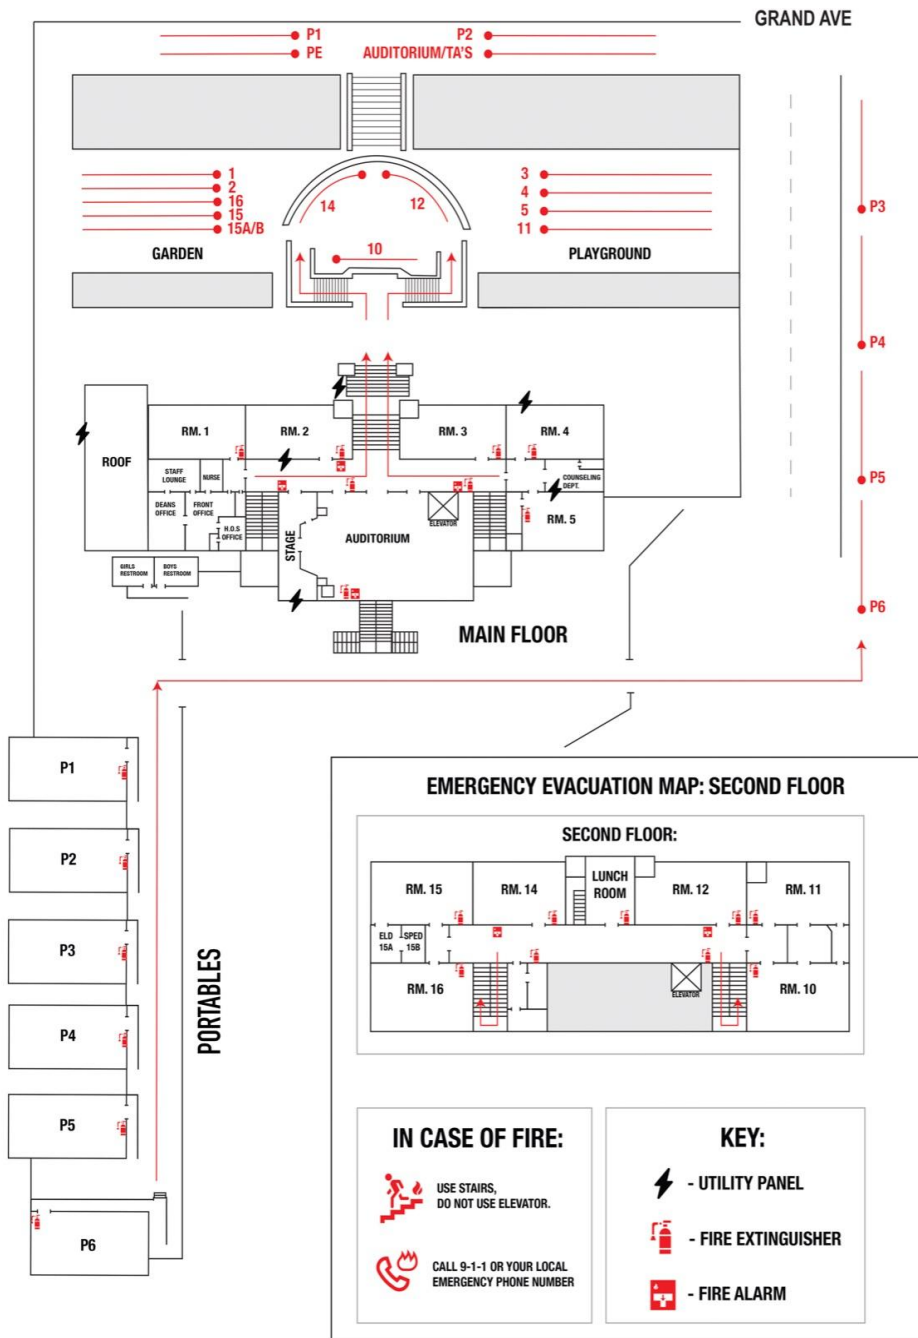 GRAND AVE
P1
P2
PE
AUDITORIUM/TA'S
1
2
16
15
15A/B
14
12
3
4
5
11
P3
GARDEN
10
PLAYGROUND
P4
RM. 1
RM. 2
RM. 3
RM. 4
ROOF
STAFF
LOUNGE
NURSE
COUNSELING
DEPT.
P5
DEANS
OFFICE
FRONT
OFFICE
H.O.S
OFFICE
STAGE
AUDITORIUM
ELEVATOR
RM. 5
GIRLS
RESTROOM
BOYS
RESTROOM
P6
MAIN FLOOR
P1
P2
P3
P4
P5
P6
PORTABLES
EMERGENCY EVACUATION MAP: SECOND FLOOR
SECOND FLOOR:
RM. 15
RM. 14
LUNCH
ROOM
RM. 12
RM. 11
ELD
15A
SPED
15B
RM. 16
ELEVATOR
RM. 10
IN CASE OF FIRE:
USE STAIRS,
DO NOT USE ELEVATOR.
CALL 9-1-1 OR YOUR LOCAL
EMERGENCY PHONE NUMBER
KEY:
- UTILITY PANEL
- FIRE EXTINGUISHER
- FIRE ALARM